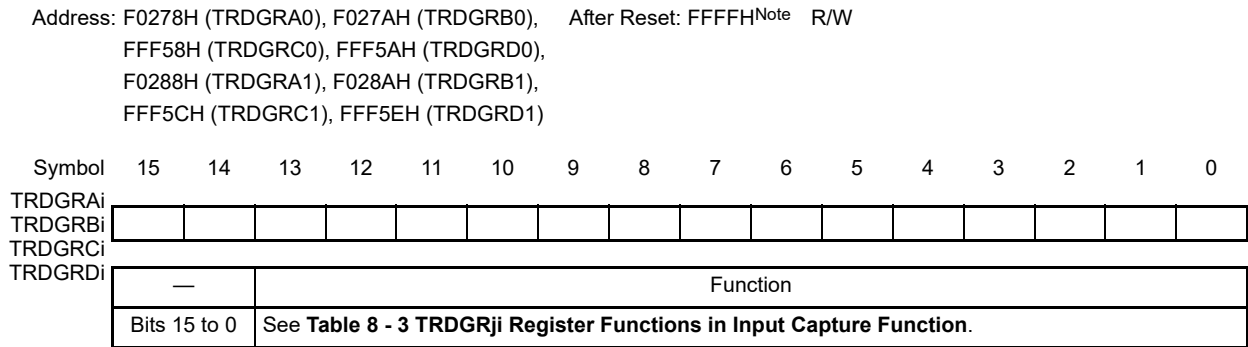 Address: F0278H (TRDGRA0), F027AH (TRDGRB0), After Reset: FFFFHNote R/W
FFF58H (TRDGRC0), FFF5AH (TRDGRD0),
F0288H (TRDGRA1), F028AH (TRDGRB1),
FFF5CH (TRDGRC1), FFF5EH (TRDGRD1)
Symbol 15 14 13 12 11 10 9 8 7 6 5 4 3 2 1 0
TRDGRAi
TRDGRBi
TRDGRCi
TRDGRDi
— Function
Bits 15 to 0 See Table 8 - 3 TRDGRji Register Functions in Input Capture Function.